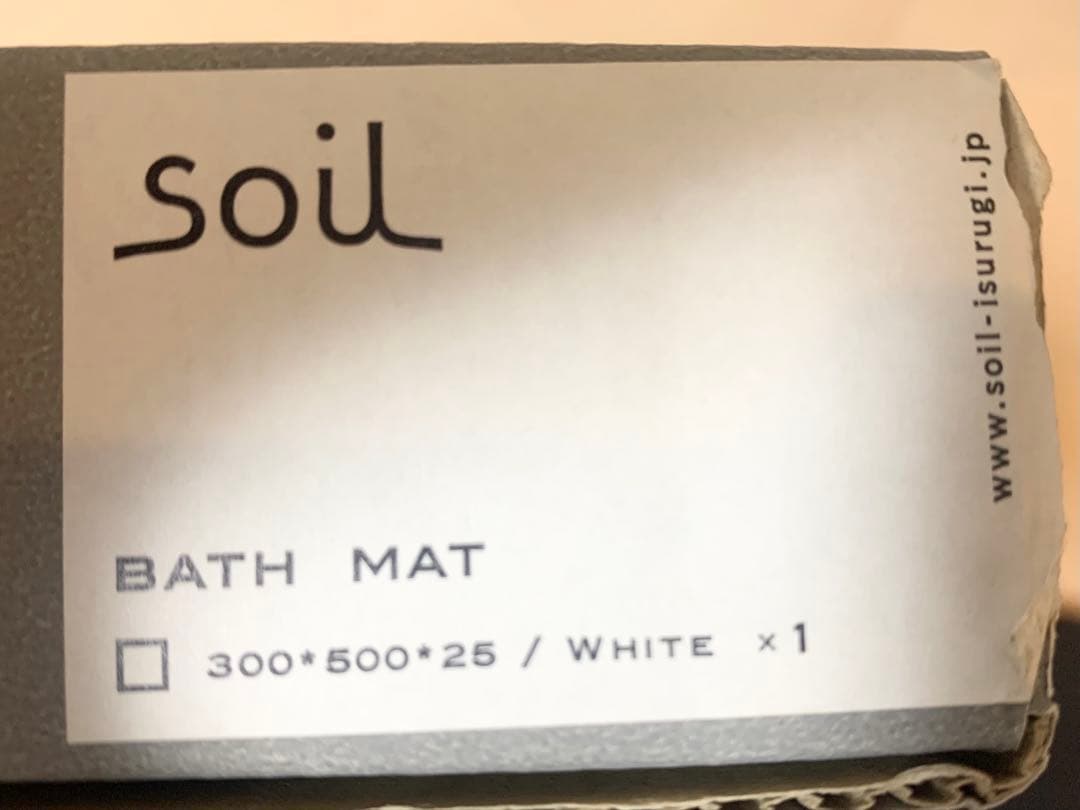 soil
www.soil-isurugi.jp
BATH MAT
□ 300*500*25 / WHITE ×1